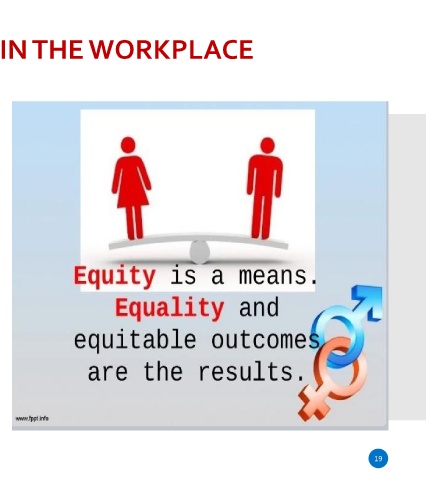 IN THE WORKPLACE
Equity is a means.
Equality and
equitable outcomes
are the results.
www.fppt.info
19